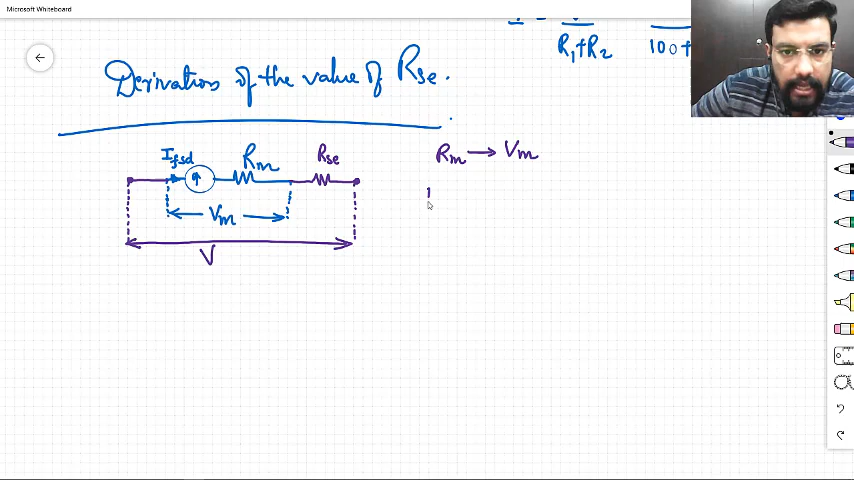 Microsoft Whiteboard
R1+R2
100+
Derivation of the value of Rse.
Ifsd Rm Rse
Rm → Vm
Vm
V